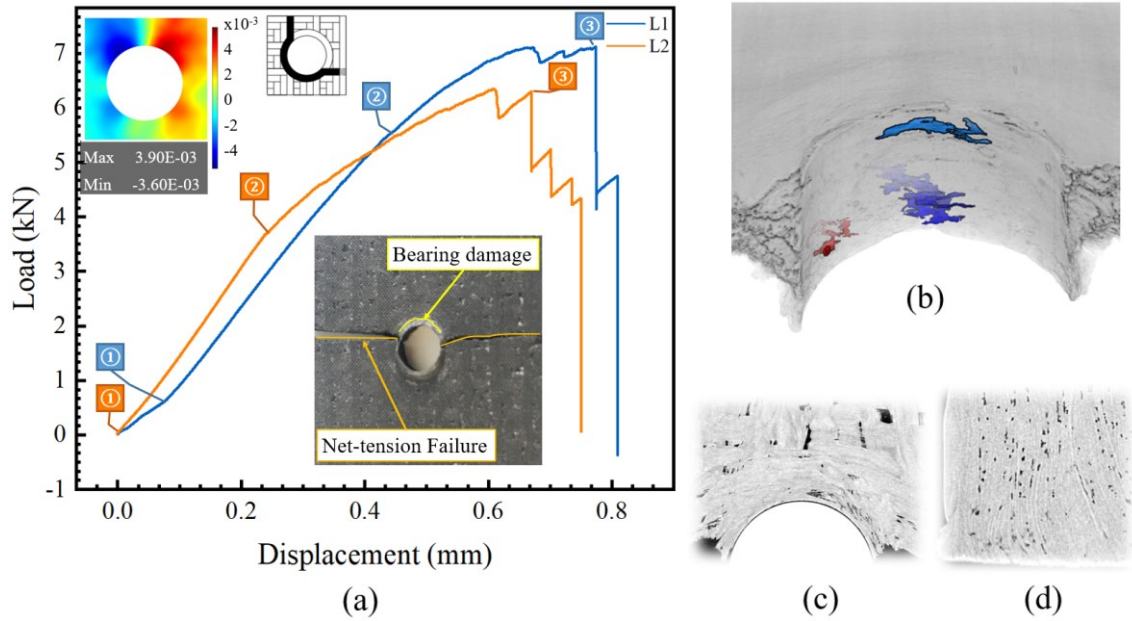 x10⁻³
4
2
0
-2
-4
Max 3.90E-03
Min -3.60E-03
L1
L2
①
②
③
①
②
③
Bearing damage
Net-tension Failure
7
6
5
4
3
2
1
0
-1
Load (kN)
0.0 0.2 0.4 0.6 0.8
Displacement (mm)
(a)
(b)
(c)
(d)